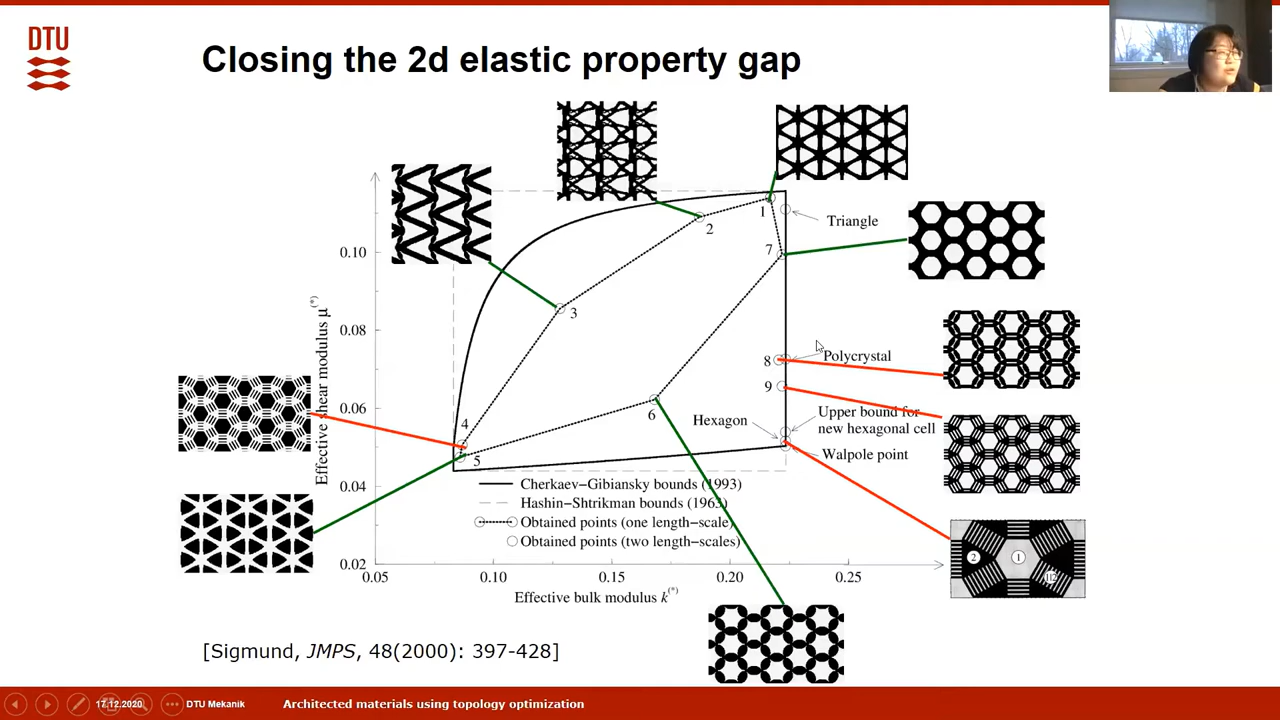 DTU
Closing the 2d elastic property gap
Effective shear modulus μ(*)
0.10
0.08
0.06
0.04
0.02
0.05
0.10
0.15
0.20
0.25
Effective bulk modulus k(*)
1
2
3
4
5
6
7
8
9
Triangle
Polycrystal
Hexagon
Upper bound for
new hexagonal cell
Walpole point
Cherkaev−Gibiansky bounds (1993)
Hashin−Shtrikman bounds (1963)
Obtained points (one length−scale)
Obtained points (two length−scales)
2
1
12
[Sigmund, JMPS, 48(2000): 397-428]
17.12.2020
DTU Mekanik
Architected materials using topology optimization